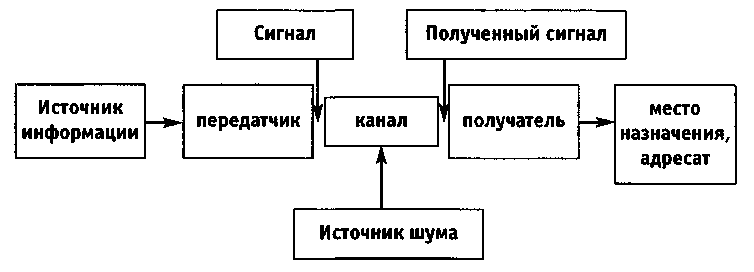 Сигнал
Полученный сигнал
Источник
информации
передатчик
канал
получатель
место
назначения,
адресат
Источник шума